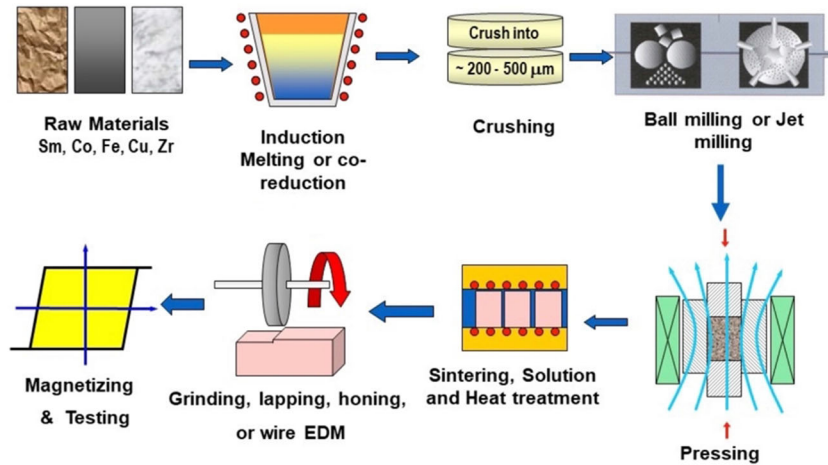 Raw Materials
Sm, Co, Fe, Cu, Zr
Induction
Melting or co-
reduction
Crush into
~ 200 - 500 μm
Crushing
Ball milling or Jet
milling
Pressing
Sintering, Solution
and Heat treatment
Grinding, lapping, honing,
or wire EDM
Magnetizing
& Testing